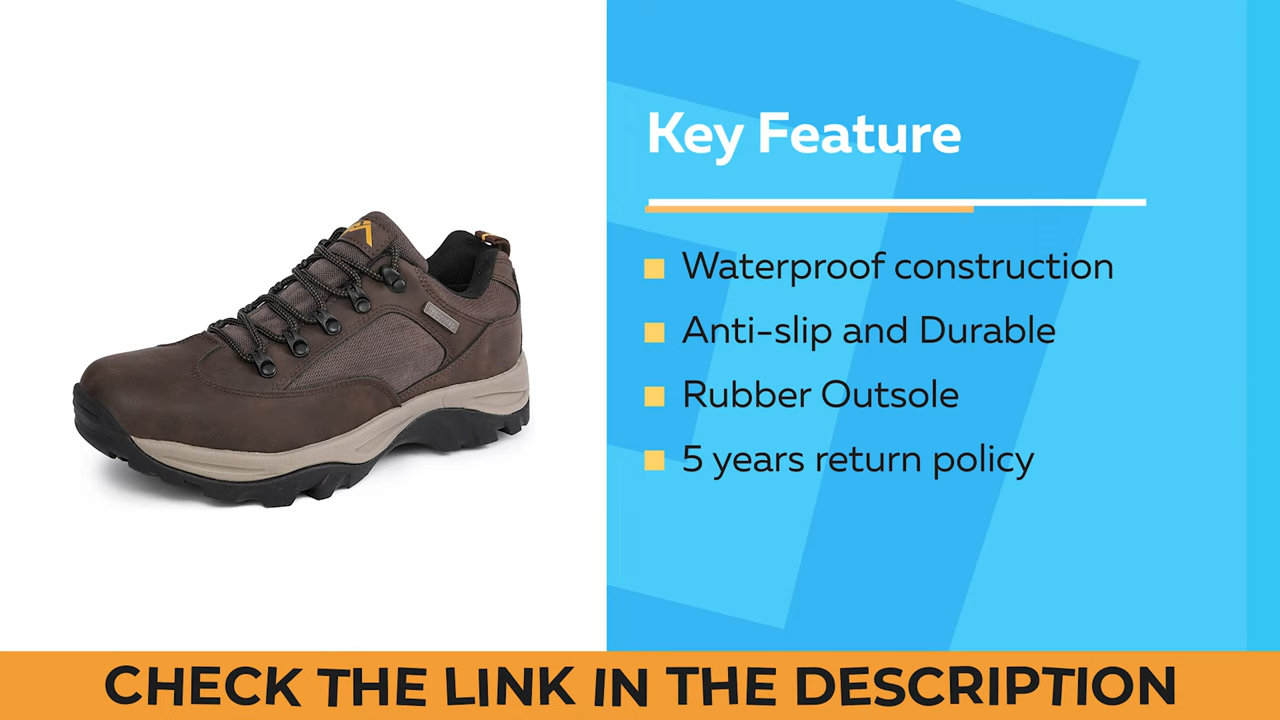 Key Feature
Waterproof construction
Anti-slip and Durable
Rubber Outsole
5 years return policy
CHECK THE LINK IN THE DESCRIPTION